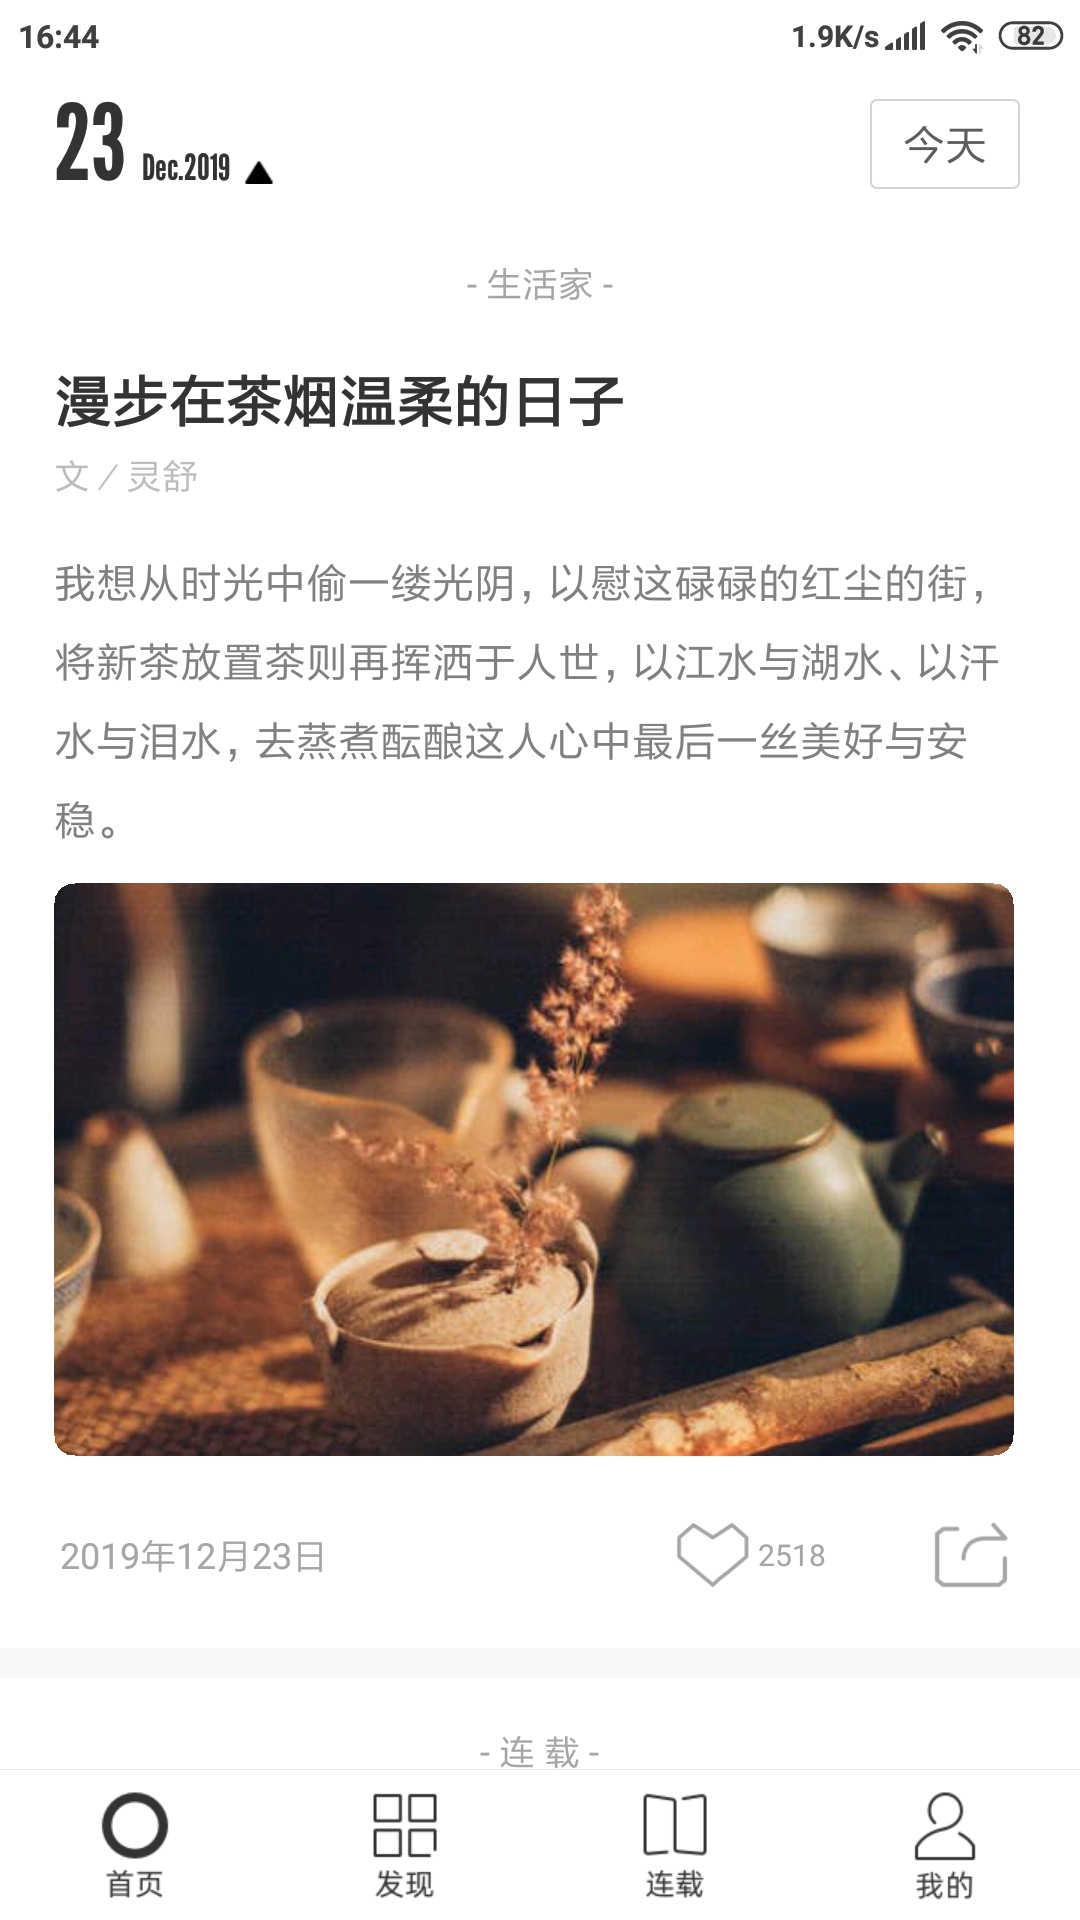 16:44
1.9K/s
82
23 Dec.2019
今天
- 生活家 -
漫步在茶烟温柔的日子
文／灵舒
我想从时光中偷一缕光阴，以慰这碌碌的红尘的街，
将新茶放置茶则再挥洒于人世，以江水与湖水、以汗
水与泪水，去蒸煮酝酿这人心中最后一丝美好与安
稳。
2019年12月23日
2518
- 连 载 -
首页
发现
连载
我的